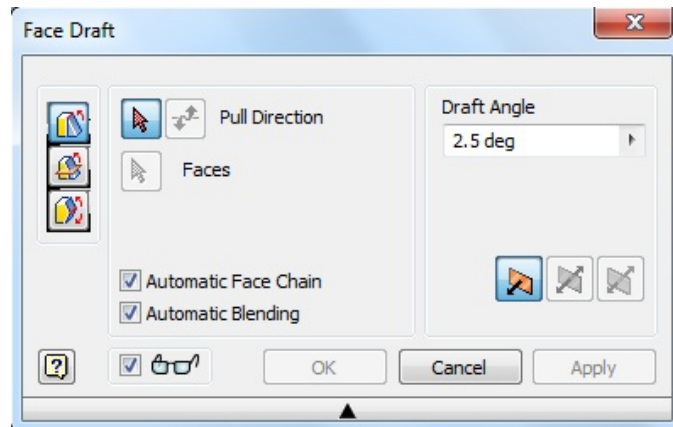 Face Draft
Pull Direction
Faces
Automatic Face Chain
Automatic Blending
Draft Angle
2.5 deg
OK
Cancel
Apply